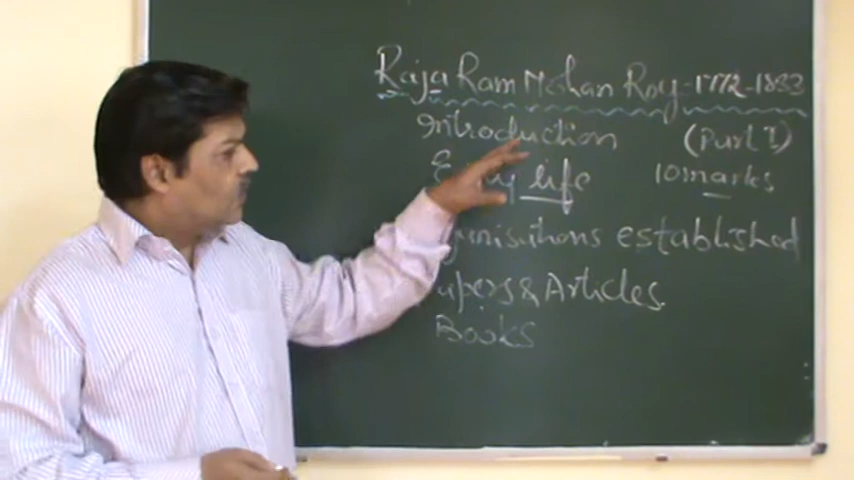 Raja Ram Mohan Roy-1772-1833
Introduction (Part I)
life 10 marks
established
& Articles
Books